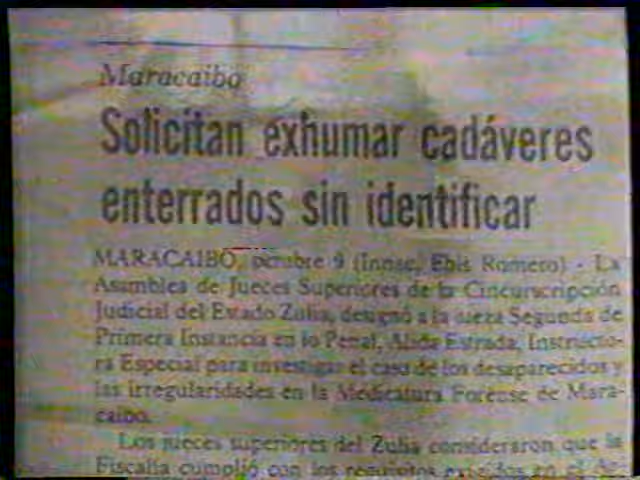 Maracaibo
Solicitan exhumar cadáveres
enterrados sin identificar
MARACAIBO, octubre 9 (Innac, Ebis Romero) - La
Asamblea de Jueces Superiores de la Cincunscripción
Judicial del Estado Zulia, designó a la jueza Segunda de
Primera Instancia en lo Penal, Alida Estrada, Instructo-
ra Especial para investigar el caso de los desaparecidos y
las irregularidades en la Medicatura Forense de Mara-
caibo.
Los jueces superiores del Zulia consideraron que la
Fiscalía cumplió con los requisitos exigidos en el